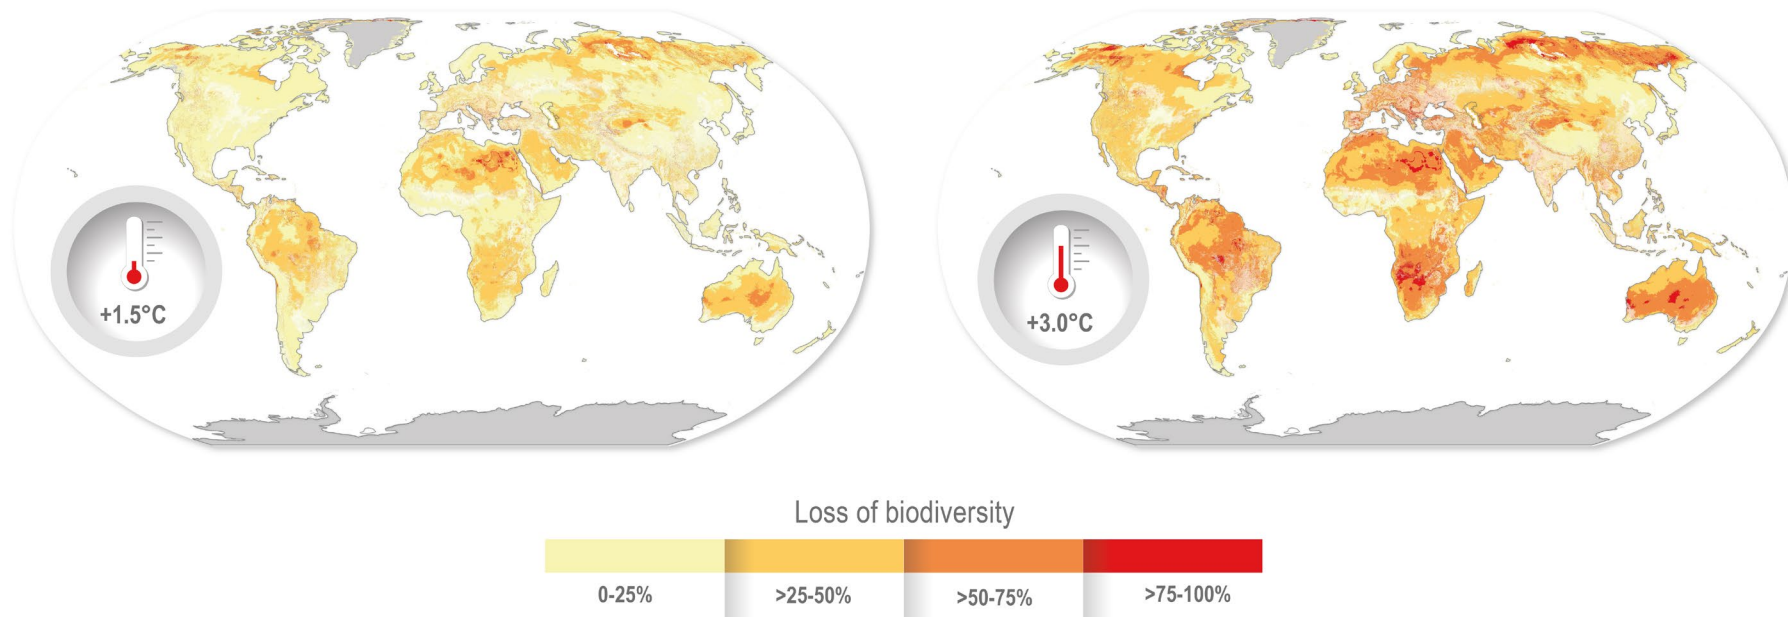 +1.5°C
+3.0°C
Loss of biodiversity
0-25%
>25-50%
>50-75%
>75-100%